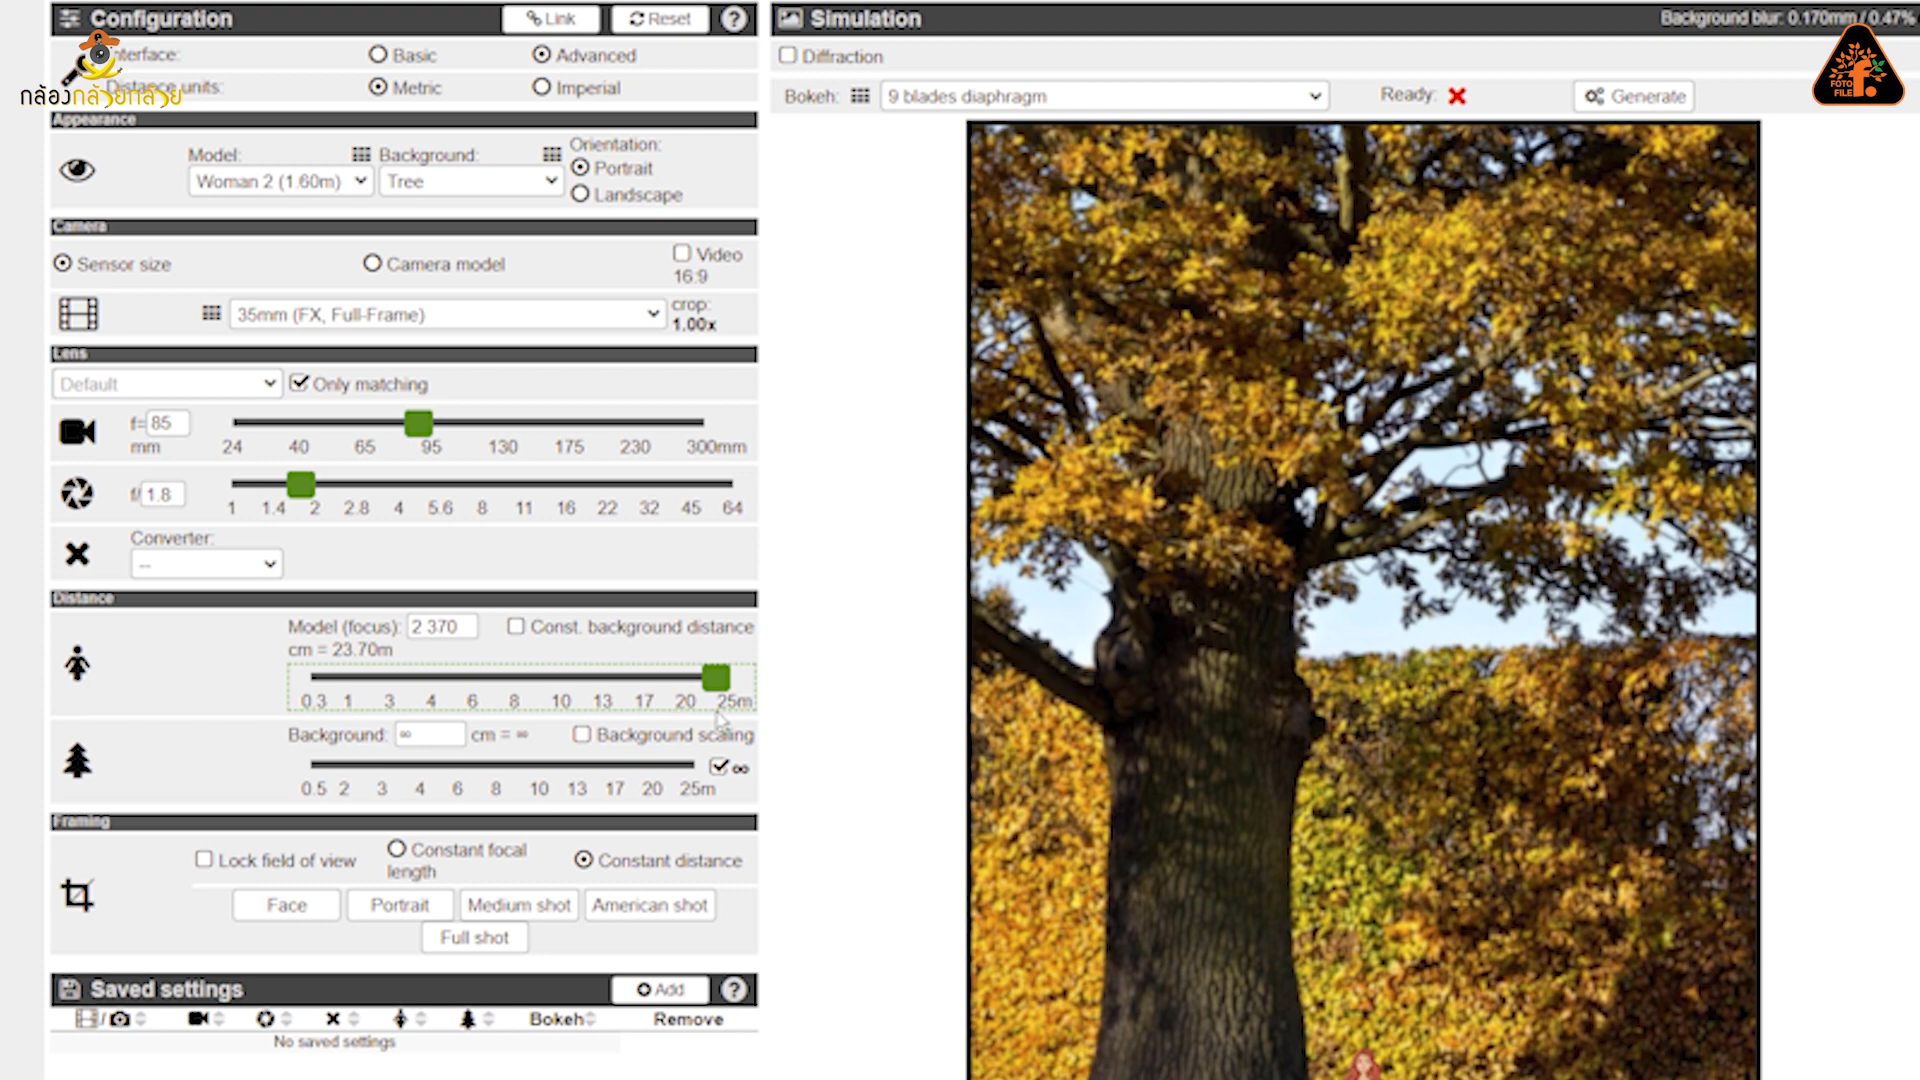 Configuration
Link
Reset
?
Interface:
Basic
Advanced
Distance units:
Metric
Imperial
กล้องกล้วยกล้วย
Appearance
Model:
Background:
Orientation:
Woman 2 (1.60m)
Tree
Portrait
Landscape
Camera
Sensor size
Camera model
Video
16:9
35mm (FX, Full-Frame)
crop:
1.00x
Lens
Default
Only matching
f= 85
mm
24 40 65 95 130 175 230 300mm
f/ 1.8
1 1.4 2 2.8 4 5.6 8 11 16 22 32 45 64
Converter:
--
Distance
Model (focus): 2 370
Const. background distance
cm = 23.70m
0.3 1 3 4 6 8 10 13 17 20 25m
Background: ∞ cm = ∞
Background scaling
∞
0.5 2 3 4 6 8 10 13 17 20 25m
Framing
Lock field of view
Constant focal
length
Constant distance
Face
Portrait
Medium shot
American shot
Full shot
Saved settings
Add
?
/
Bokeh
Remove
No saved settings
Simulation
Background blur: 0.170mm / 0.47%
Diffraction
Bokeh:
9 blades diaphragm
Ready:
Generate
FOTO
FILE
f.